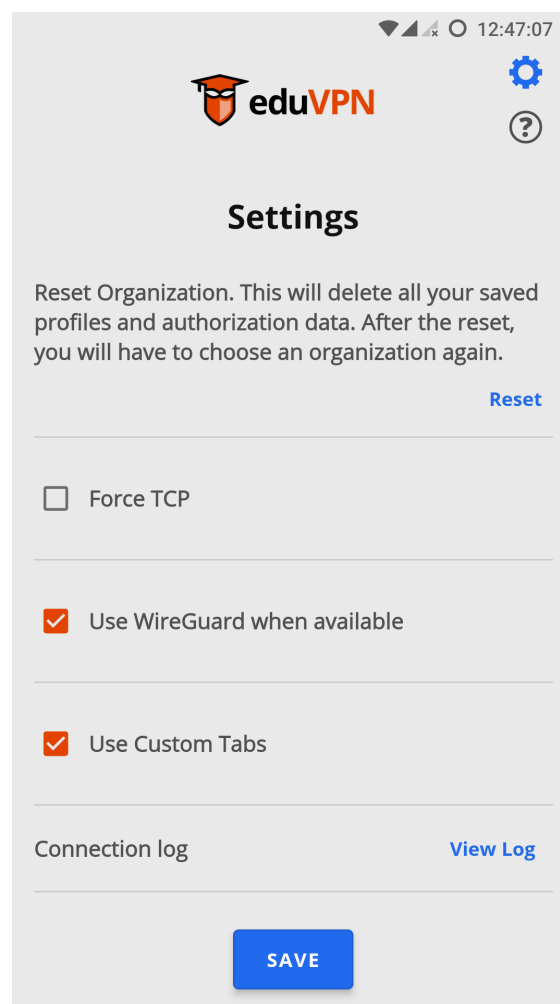 12:47:07
eduVPN
Settings
Reset Organization. This will delete all your saved
profiles and authorization data. After the reset,
you will have to choose an organization again.
Reset
Force TCP
Use WireGuard when available
Use Custom Tabs
Connection log
View Log
SAVE